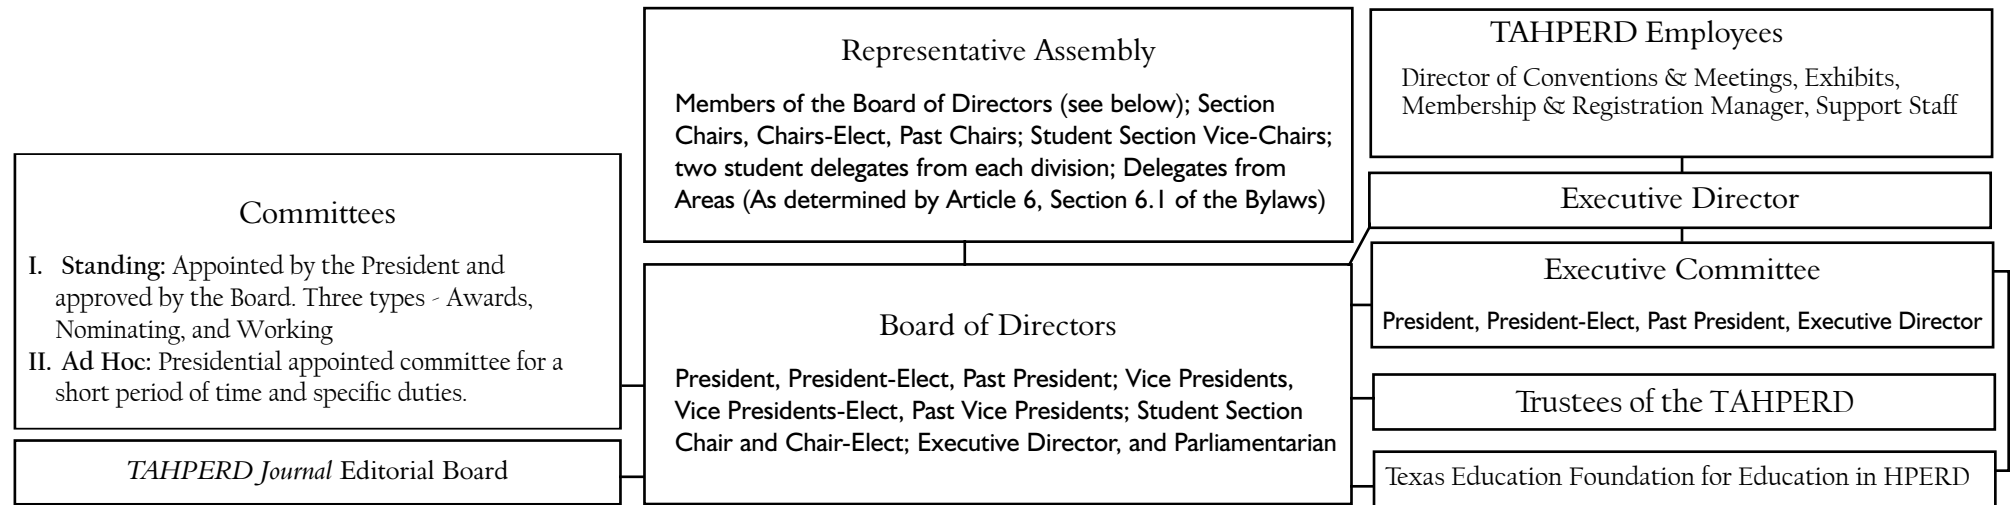 Representative Assembly
Members of the Board of Directors (see below); Section
Chairs, Chairs-Elect, Past Chairs; Student Section Vice-Chairs;
two student delegates from each division; Delegates from
Areas (As determined by Article 6, Section 6.1 of the Bylaws)
TAHPERD Employees
Director of Conventions & Meetings, Exhibits,
Membership & Registration Manager, Support Staff
Executive Director
Committees
I. Standing: Appointed by the President and
approved by the Board. Three types - Awards,
Nominating, and Working
II. Ad Hoc: Presidential appointed committee for a
short period of time and specific duties.
Executive Committee
President, President-Elect, Past President, Executive Director
Board of Directors
President, President-Elect, Past President; Vice Presidents,
Vice Presidents-Elect, Past Vice Presidents; Student Section
Chair and Chair-Elect; Executive Director, and Parliamentarian
Trustees of the TAHPERD
TAHPERD Journal Editorial Board
Texas Education Foundation for Education in HPERD